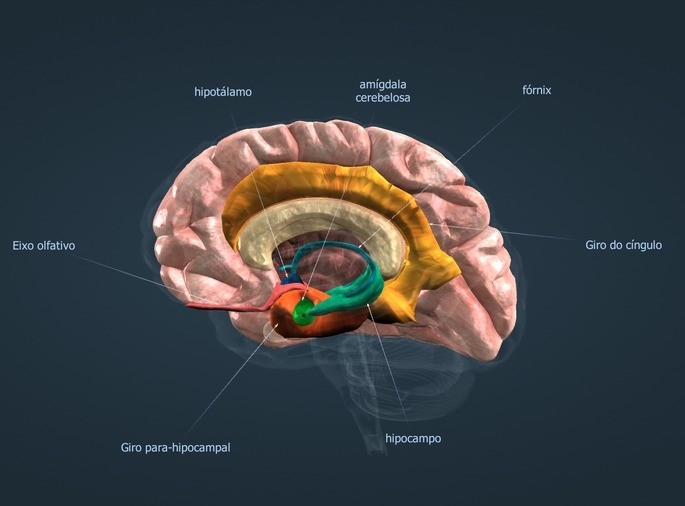 hipotálamo
amígdala
cerebelosa
fórnix
Eixo olfativo
Giro do cíngulo
Giro para-hipocampal
hipocampo